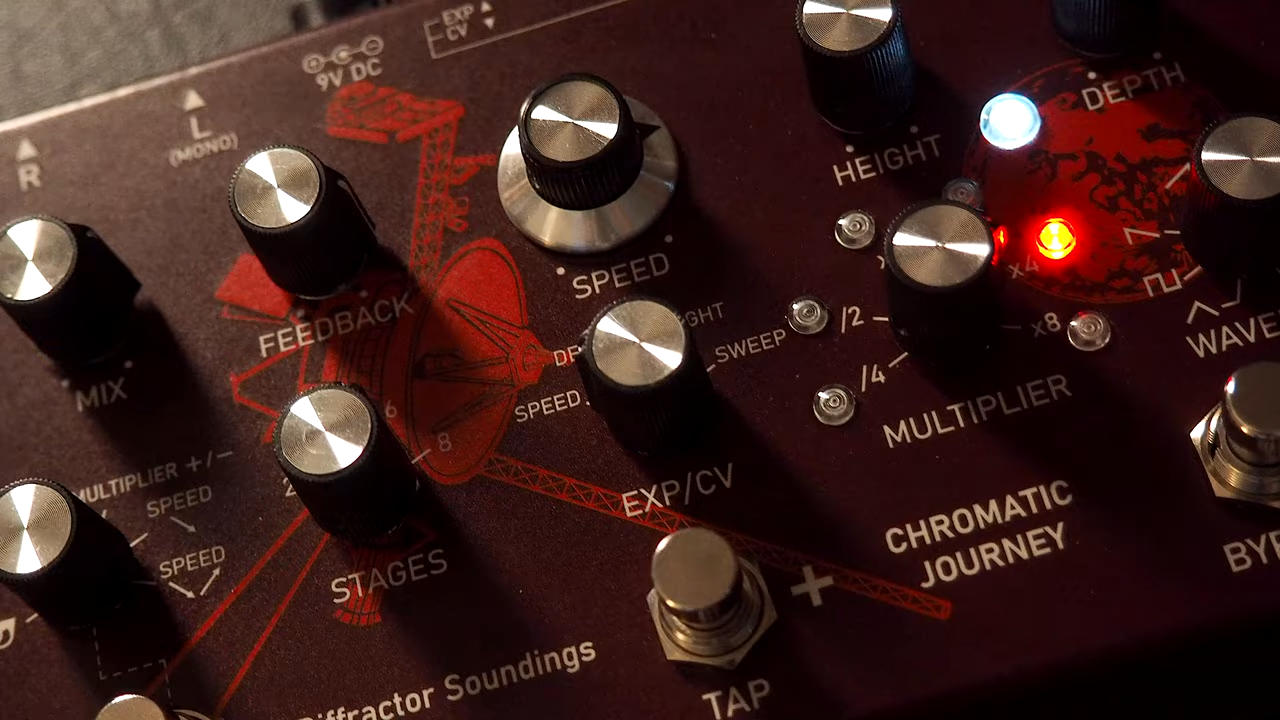 EXP
CV
9V DC
L
(MONO)
R
DEPTH
HEIGHT
SPEED
FEEDBACK
x4
x8
/2
/4
SWEEP
SPEED
MIX
WAVE
MULTIPLIER
6
8
MULTIPLIER +/-
SPEED
SPEED
EXP/CV
STAGES
CHROMATIC
JOURNEY
+
TAP
Diffractor Soundings